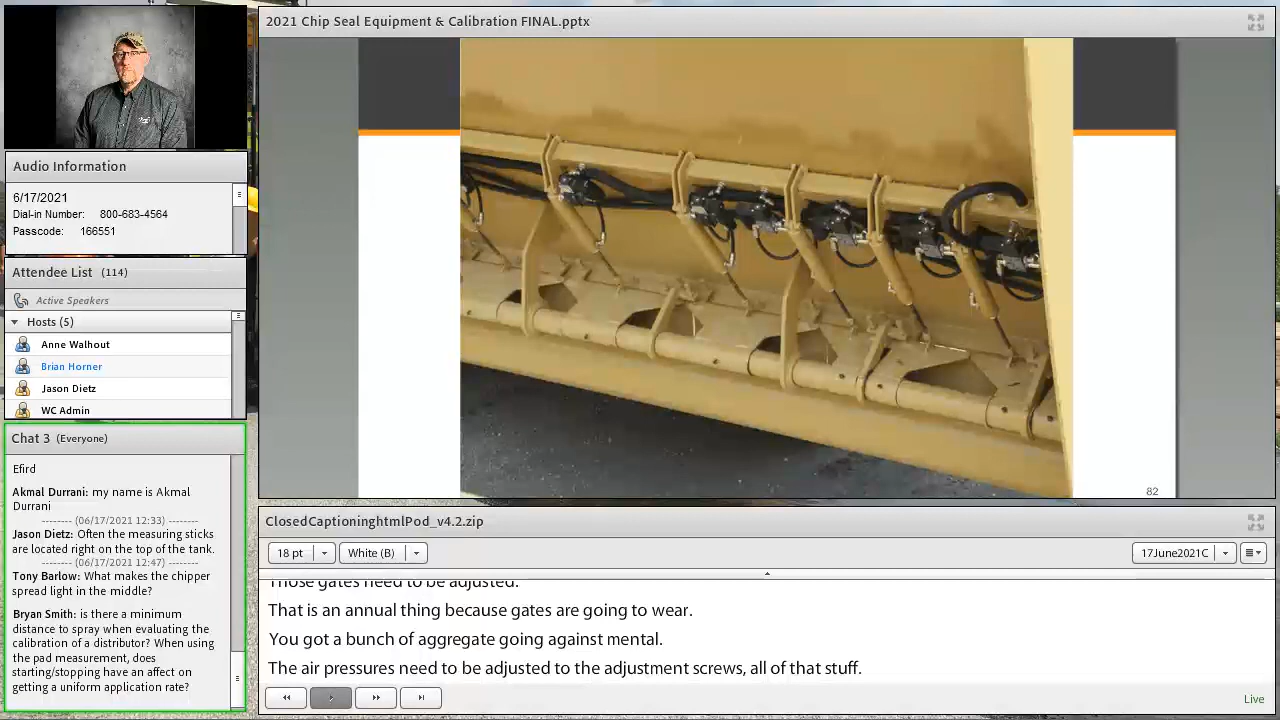 2021 Chip Seal Equipment & Calibration FINAL.pptx
Audio Information
6/17/2021
Dial-in Number: 800-683-4564
Passcode: 166551
Attendee List (114)
Active Speakers
Hosts (5)
Anne Walhout
Brian Horner
Jason Dietz
WC Admin
Chat 3 (Everyone)
Efird
Akmal Durrani: my name is Akmal
Durrani
-------- (06/17/2021 12:33) --------
Jason Dietz: Often the measuring sticks
are located right on the top of the tank.
-------- (06/17/2021 12:47) --------
Tony Barlow: What makes the chipper
spread light in the middle?
Bryan Smith: is there a minimum
distance to spray when evaluating the
calibration of a distributor? When using
the pad measurement, does
starting/stopping have an affect on
getting a uniform application rate?
82
ClosedCaptioninghtmlPod_v4.2.zip
18 pt
White (B)
17June2021C
Those gates need to be adjusted.
That is an annual thing because gates are going to wear.
You got a bunch of aggregate going against mental.
The air pressures need to be adjusted to the adjustment screws, all of that stuff.
Live